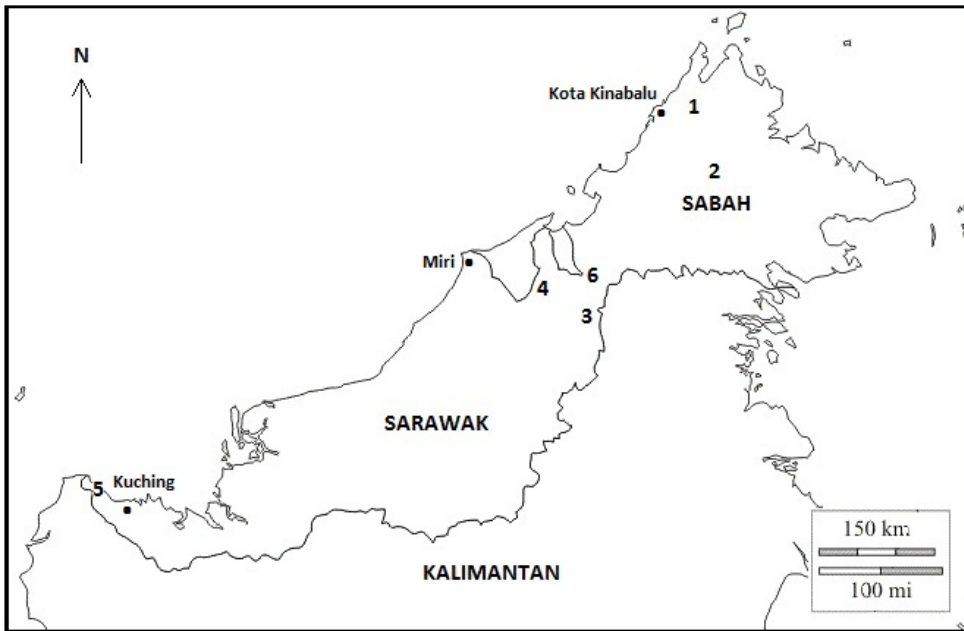 N
Kota Kinabalu
1
2
SABAH
Miri
4
6
3
SARAWAK
5
Kuching
KALIMANTAN
150 km
100 mi